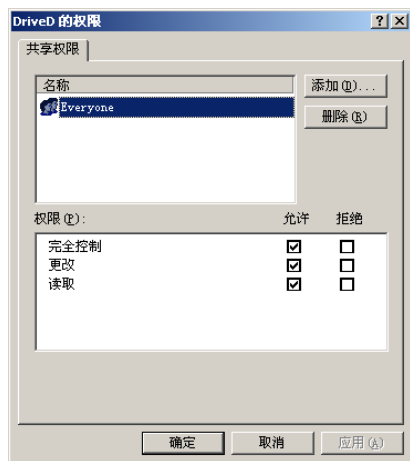 DriveD 的权限
共享权限
名称
添加(D)...
Everyone
删除(R)
权限(P): 允许 拒绝
完全控制
更改
读取
确定 取消 应用(A)